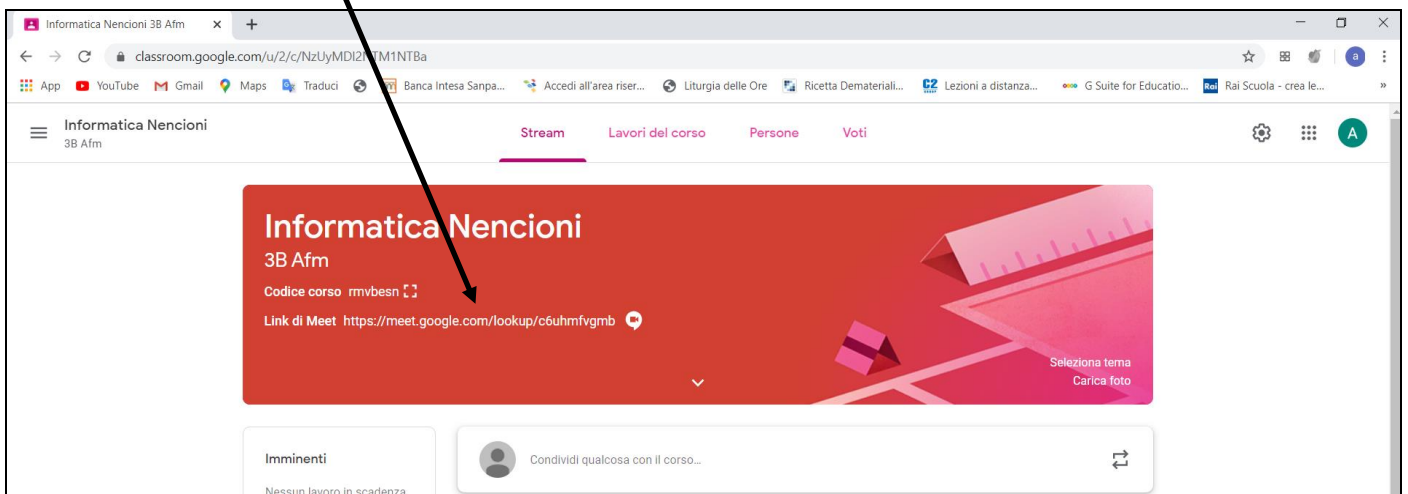 Informatica Nencioni 3B Afm
classroom.google.com/u/2/c/NzUyMDI2NTM1NTBa
App YouTube Gmail Maps Traduci Banca Intesa Sanpa... Accedi all'area riser... Liturgia delle Ore Ricetta Demateriali... Lezioni a distanza... G Suite for Educatio... Rai Scuola - crea le... »
Informatica Nencioni
3B Afm
Stream Lavori del corso Persone Voti
A
Informatica Nencioni
3B Afm
Codice corso rmvbesn
Link di Meet https://meet.google.com/lookup/c6uhmfvgmb
Seleziona tema
Carica foto
Imminenti
Condividi qualcosa con il corso...
Nessun lavoro in scadenza